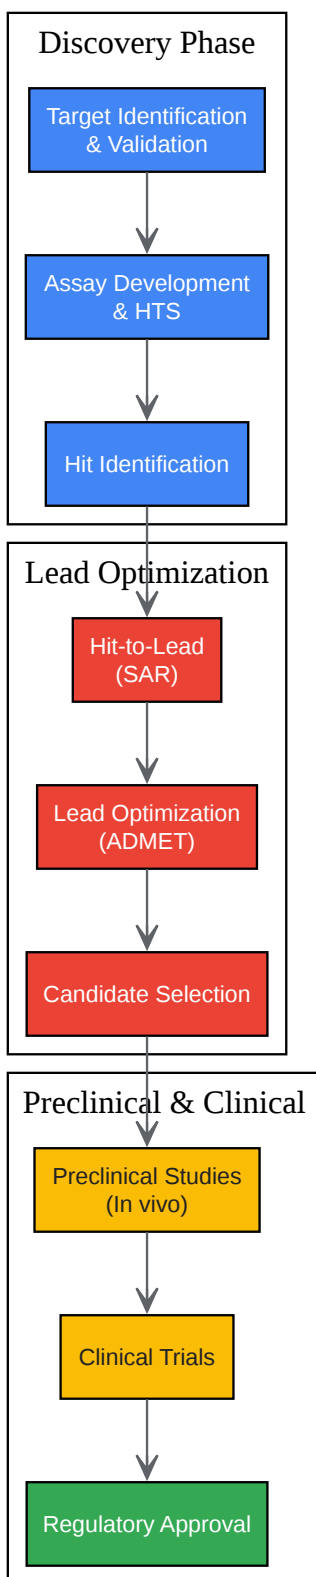 Discovery Phase
Target Identification
& Validation
Assay Development
& HTS
Hit Identification
Lead Optimization
Hit-to-Lead
(SAR)
Lead Optimization
(ADMET)
Candidate Selection
Preclinical & Clinical
Preclinical Studies
(In vivo)
Clinical Trials
Regulatory Approval